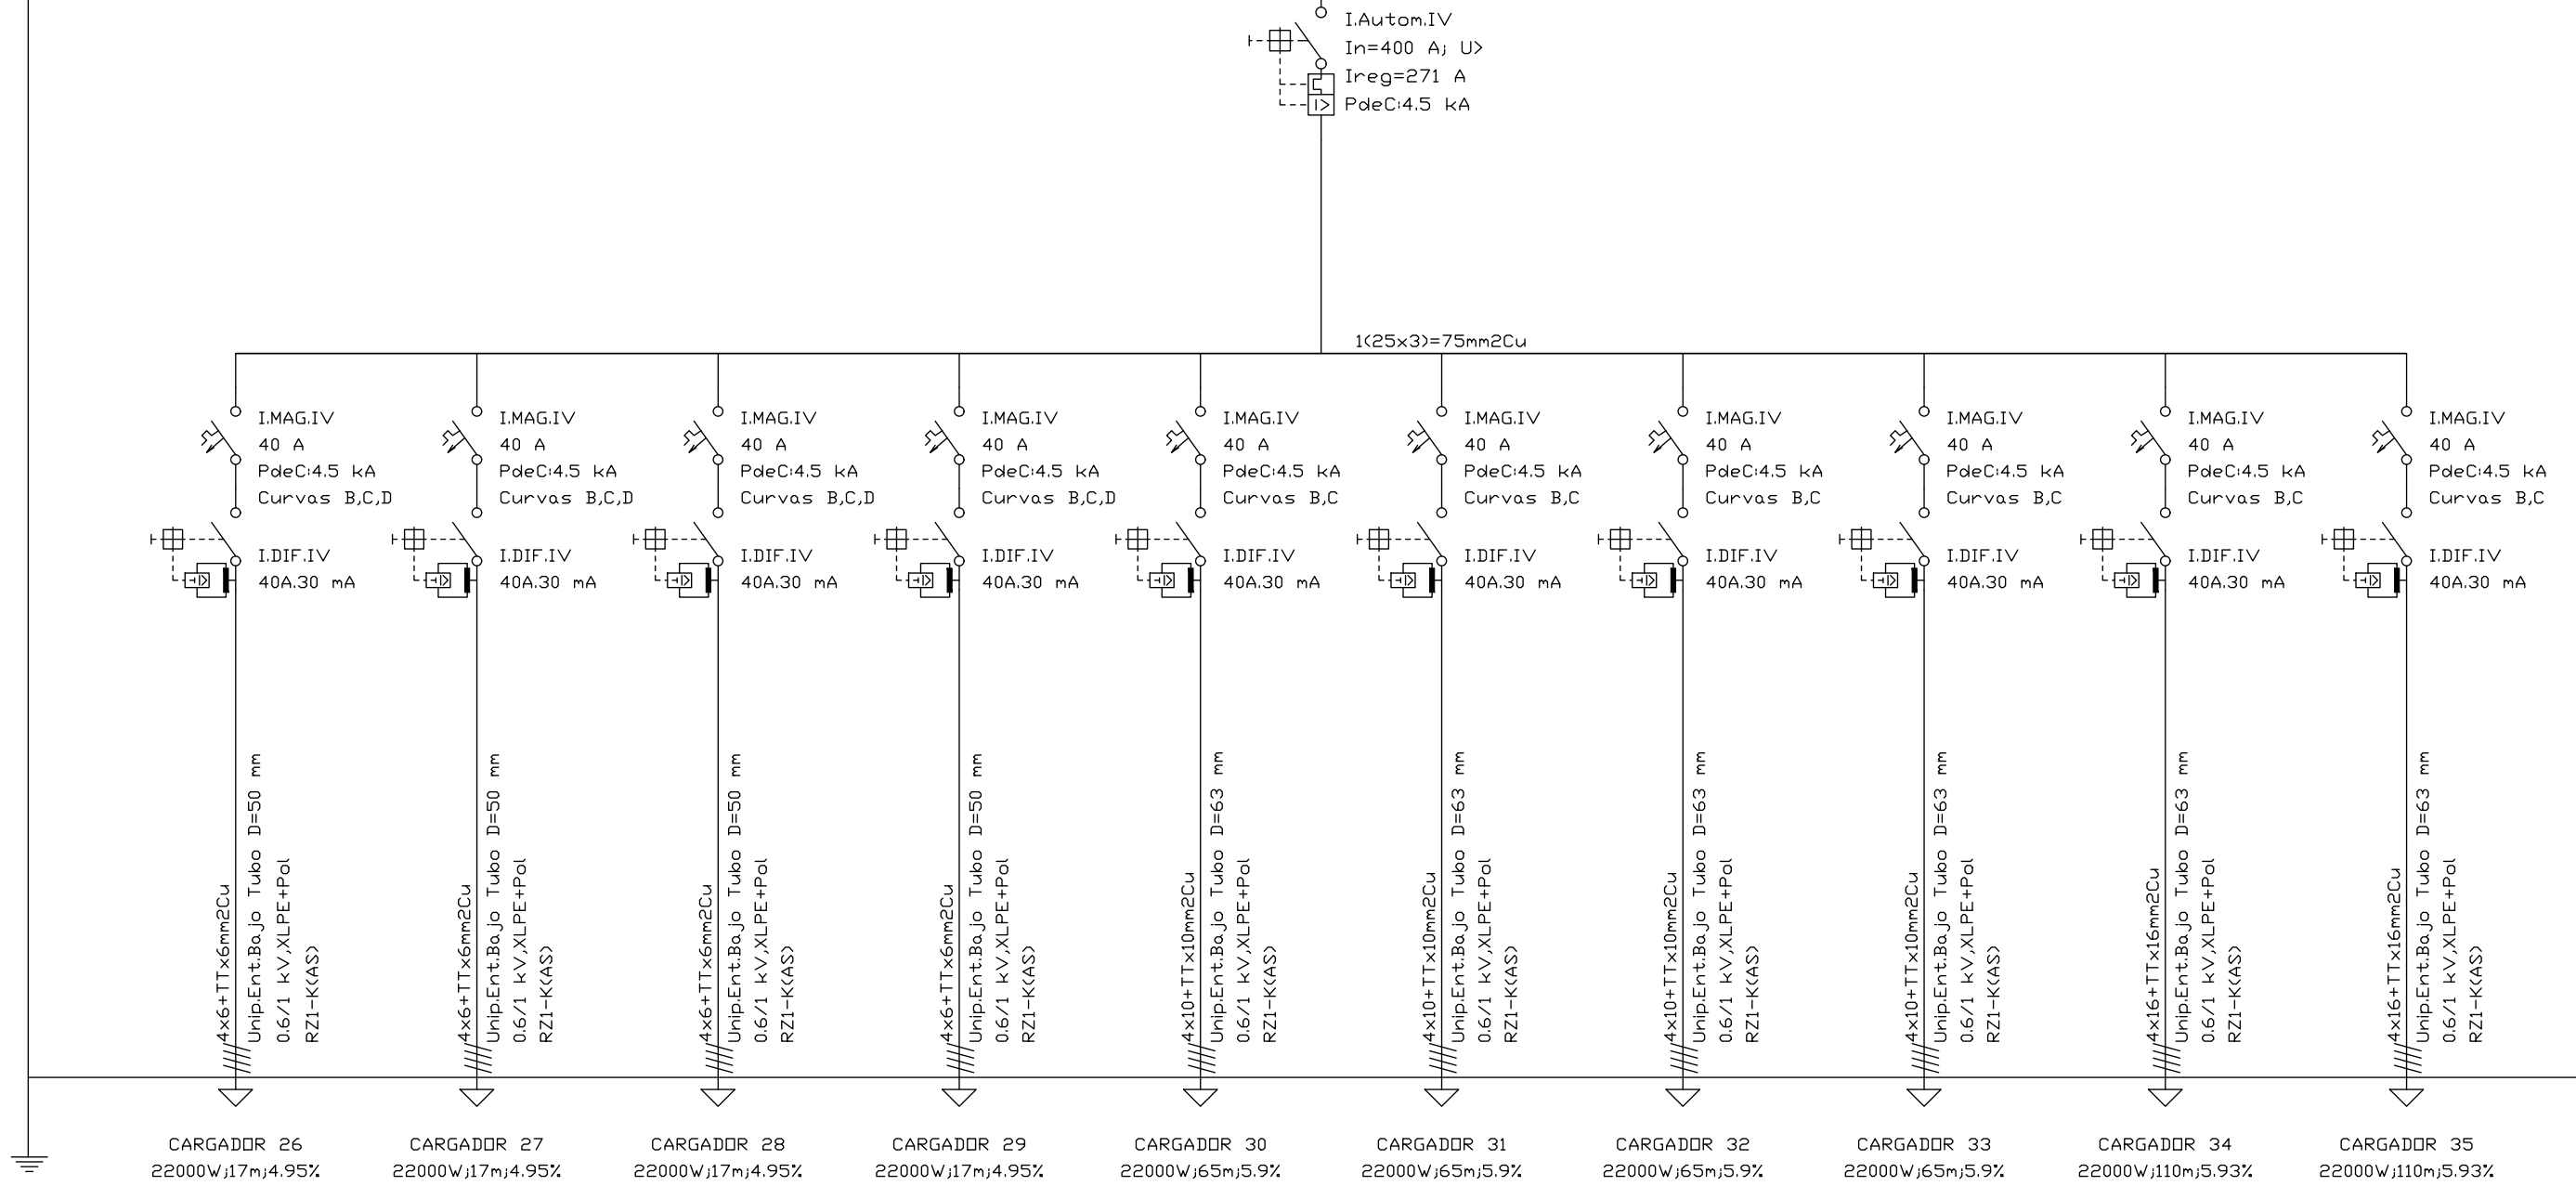 I.Autom.IV
In=400 A; U>
Ireg=271 A
PdeC:4.5 kA
1(25x3)=75mm2Cu
I.MAG.IV
40 A
PdeC:4.5 kA
Curvas B,C,D
I.DIF.IV
40A.30 mA
4x6+TTx6mm2Cu
Unip.Ent.Bajo Tubo D=50 mm
0.6/1 kV,XLPE+Pol
RZ1-K(AS)
CARGADOR 26
22000W;17m;4.95%
I.MAG.IV
40 A
PdeC:4.5 kA
Curvas B,C,D
I.DIF.IV
40A.30 mA
4x6+TTx6mm2Cu
Unip.Ent.Bajo Tubo D=50 mm
0.6/1 kV,XLPE+Pol
RZ1-K(AS)
CARGADOR 27
22000W;17m;4.95%
I.MAG.IV
40 A
PdeC:4.5 kA
Curvas B,C,D
I.DIF.IV
40A.30 mA
4x6+TTx6mm2Cu
Unip.Ent.Bajo Tubo D=50 mm
0.6/1 kV,XLPE+Pol
RZ1-K(AS)
CARGADOR 28
22000W;17m;4.95%
I.MAG.IV
40 A
PdeC:4.5 kA
Curvas B,C,D
I.DIF.IV
40A.30 mA
4x6+TTx6mm2Cu
Unip.Ent.Bajo Tubo D=50 mm
0.6/1 kV,XLPE+Pol
RZ1-K(AS)
CARGADOR 29
22000W;17m;4.95%
I.MAG.IV
40 A
PdeC:4.5 kA
Curvas B,C
I.DIF.IV
40A.30 mA
4x10+TTx10mm2Cu
Unip.Ent.Bajo Tubo D=63 mm
0.6/1 kV,XLPE+Pol
RZ1-K(AS)
CARGADOR 30
22000W;65m;5.9%
I.MAG.IV
40 A
PdeC:4.5 kA
Curvas B,C
I.DIF.IV
40A.30 mA
4x10+TTx10mm2Cu
Unip.Ent.Bajo Tubo D=63 mm
0.6/1 kV,XLPE+Pol
RZ1-K(AS)
CARGADOR 31
22000W;65m;5.9%
I.MAG.IV
40 A
PdeC:4.5 kA
Curvas B,C
I.DIF.IV
40A.30 mA
4x10+TTx10mm2Cu
Unip.Ent.Bajo Tubo D=63 mm
0.6/1 kV,XLPE+Pol
RZ1-K(AS)
CARGADOR 32
22000W;65m;5.9%
I.MAG.IV
40 A
PdeC:4.5 kA
Curvas B,C
I.DIF.IV
40A.30 mA
4x10+TTx10mm2Cu
Unip.Ent.Bajo Tubo D=63 mm
0.6/1 kV,XLPE+Pol
RZ1-K(AS)
CARGADOR 33
22000W;65m;5.9%
I.MAG.IV
40 A
PdeC:4.5 kA
Curvas B,C
I.DIF.IV
40A.30 mA
4x16+TTx16mm2Cu
Unip.Ent.Bajo Tubo D=63 mm
0.6/1 kV,XLPE+Pol
RZ1-K(AS)
CARGADOR 34
22000W;110m;5.93%
I.MAG.IV
40 A
PdeC:4.5 kA
Curvas B,C
I.DIF.IV
40A.30 mA
4x16+TTx16mm2Cu
Unip.Ent.Bajo Tubo D=63 mm
0.6/1 kV,XLPE+Pol
RZ1-K(AS)
CARGADOR 35
22000W;110m;5.93%